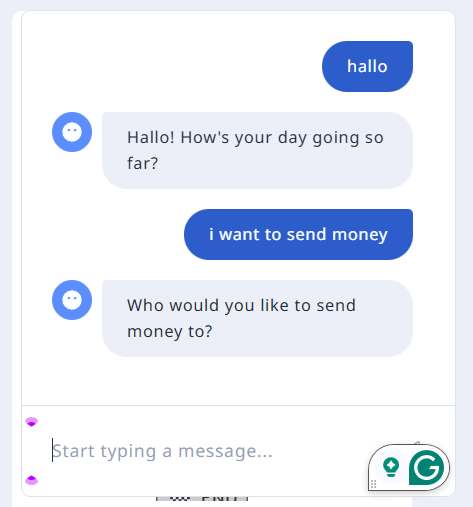 hallo
Hallo! How's your day going so
far?
i want to send money
Who would you like to send
money to?
Start typing a message...
END